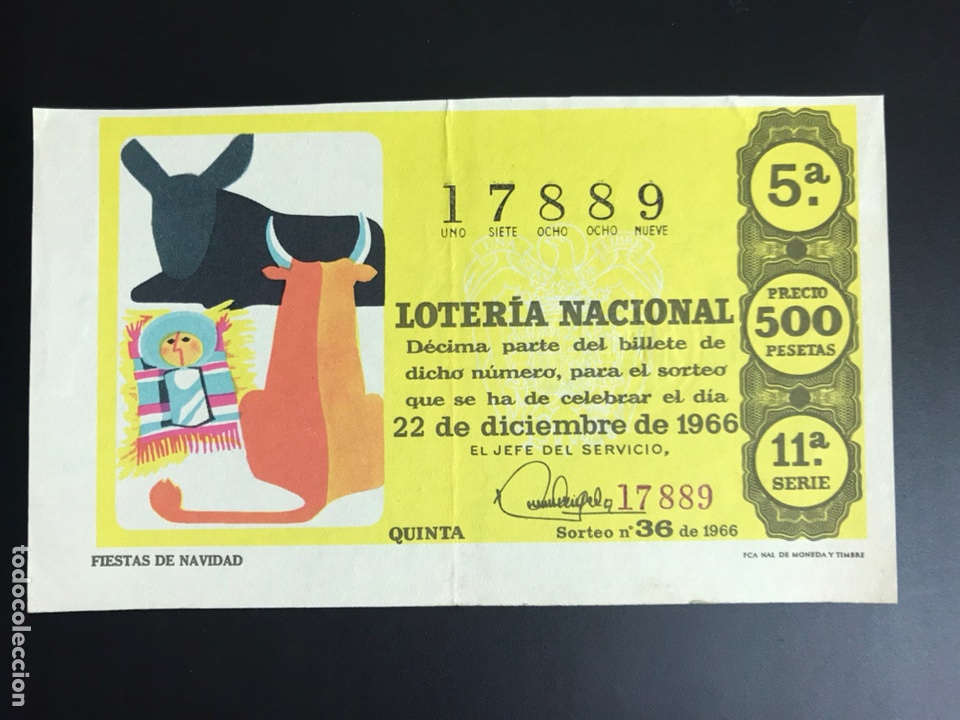 17889
UNO SIETE OCHO OCHO NUEVE
LOTERÍA NACIONAL
Décima parte del billete de
dicho número, para el sorteo
que se ha de celebrar el día
22 de diciembre de 1966
EL JEFE DEL SERVICIO,
17889
QUINTA
Sorteo nº 36 de 1966
5.ª
PRECIO
500
PESETAS
11.ª
SERIE
FIESTAS DE NAVIDAD
FCA NAL DE MONEDA Y TIMBRE
todocoleccion